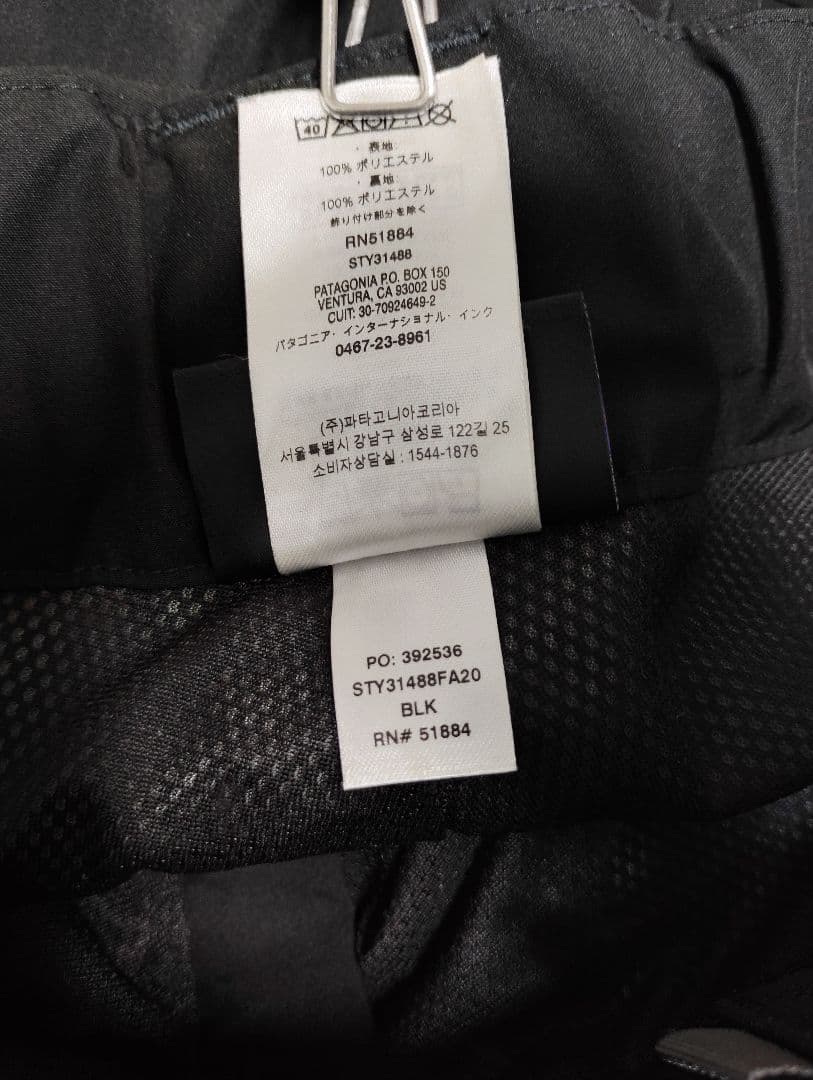 40
・表地:
100% ポリエステル
・裏地:
100% ポリエステル
飾り付け部分を除く
RN51884
STY31488
PATAGONIA P.O. BOX 150
VENTURA, CA 93002 US
CUIT: 30-70924649-2
パタゴニア・インターナショナル・インク
0467-23-8961
(주)파타고니아코리아
서울특별시 강남구 삼성로 122길 25
소비자상담실 : 1544-1876
PO: 392536
STY31488FA20
BLK
RN# 51884